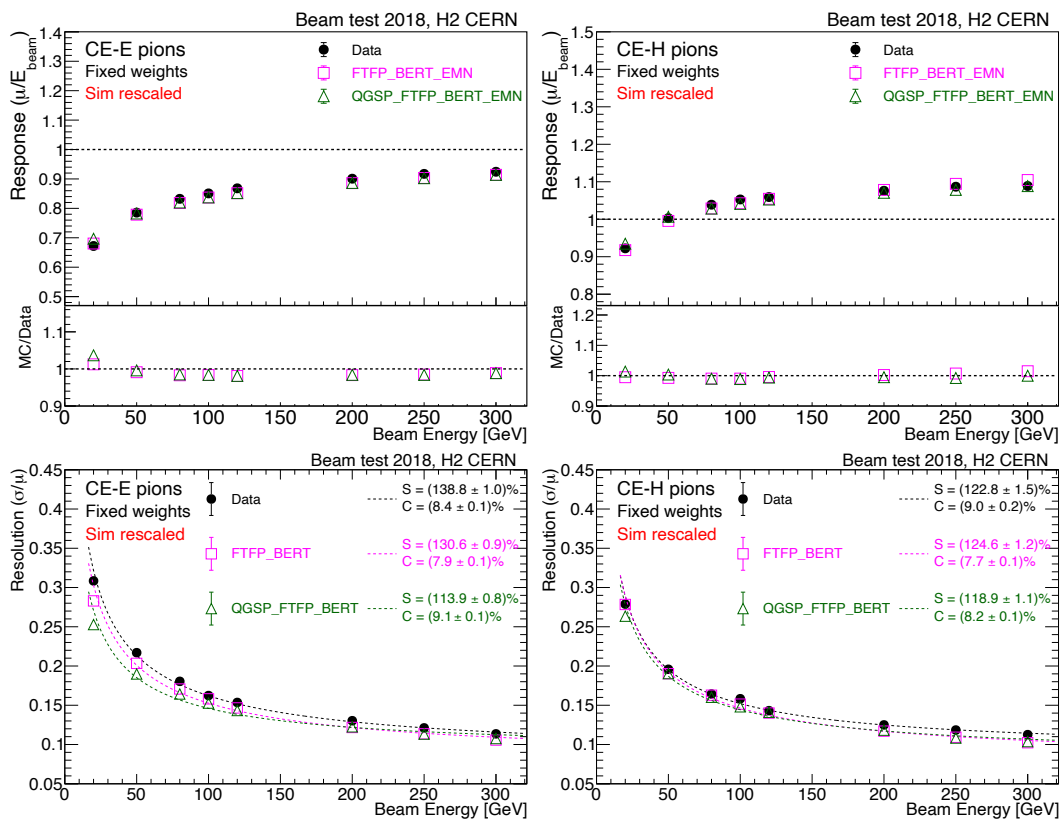 Beam test 2018, H2 CERN
Response (μ/E_beam)
CE-E pions
Fixed weights
Sim rescaled
Data
FTFP_BERT_EMN
QGSP_FTFP_BERT_EMN
1.4
1.3
1.2
1.1
1
0.9
0.8
0.7
0.6
0.5
MC/Data
1.1
1
0.9
0 50 100 150 200 250 300
Beam Energy [GeV]
Beam test 2018, H2 CERN
Response (μ/E_beam)
CE-H pions
Fixed weights
Sim rescaled
Data
FTFP_BERT_EMN
QGSP_FTFP_BERT_EMN
1.5
1.4
1.3
1.2
1.1
1
0.9
0.8
MC/Data
1.2
1.1
1
0.9
0 50 100 150 200 250 300
Beam Energy [GeV]
Beam test 2018, H2 CERN
Resolution (σ/μ)
CE-E pions
Fixed weights
Sim rescaled
Data
S = (138.8 ± 1.0)%
C = (8.4 ± 0.1)%
FTFP_BERT
S = (130.6 ± 0.9)%
C = (7.9 ± 0.1)%
QGSP_FTFP_BERT
S = (113.9 ± 0.8)%
C = (9.1 ± 0.1)%
0.45
0.4
0.35
0.3
0.25
0.2
0.15
0.1
0.05
0 50 100 150 200 250 300
Beam Energy [GeV]
Beam test 2018, H2 CERN
Resolution (σ/μ)
CE-H pions
Fixed weights
Sim rescaled
Data
S = (122.8 ± 1.5)%
C = (9.0 ± 0.2)%
FTFP_BERT
S = (124.6 ± 1.2)%
C = (7.7 ± 0.1)%
QGSP_FTFP_BERT
S = (118.9 ± 1.1)%
C = (8.2 ± 0.1)%
0.45
0.4
0.35
0.3
0.25
0.2
0.15
0.1
0.05
0 50 100 150 200 250 300
Beam Energy [GeV]